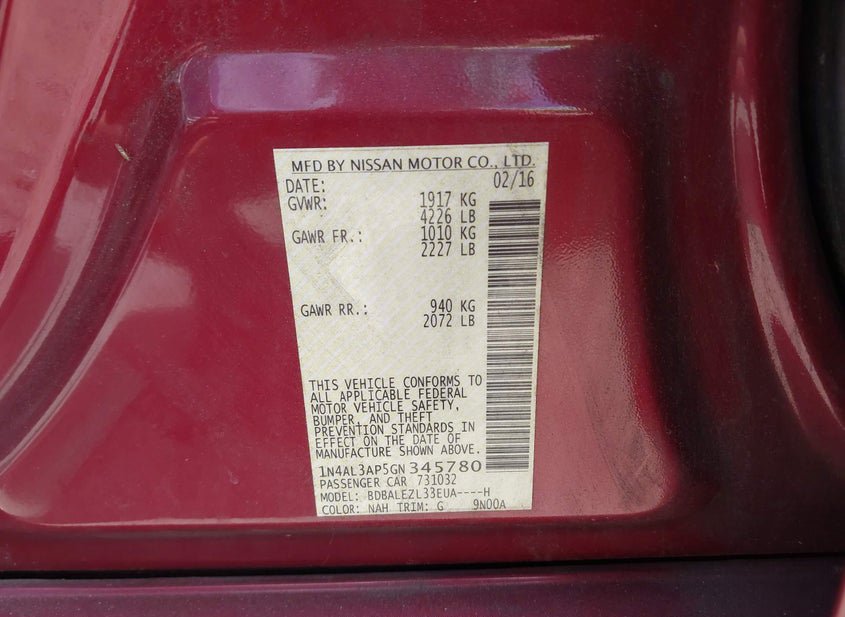 MFD BY NISSAN MOTOR CO., LTD.
DATE: 02/16
GVWR: 1917 KG
4226 LB
GAWR FR.: 1010 KG
2227 LB
GAWR RR.: 940 KG
2072 LB
THIS VEHICLE CONFORMS TO
ALL APPLICABLE FEDERAL
MOTOR VEHICLE SAFETY,
BUMPER, AND THEFT
PREVENTION STANDARDS IN
EFFECT ON THE DATE OF
MANUFACTURE SHOWN ABOVE.
1N4AL3AP5GN345780
PASSENGER CAR 731032
MODEL: BDBALEZL33EUA----H
COLOR: NAH TRIM: G 9N00A